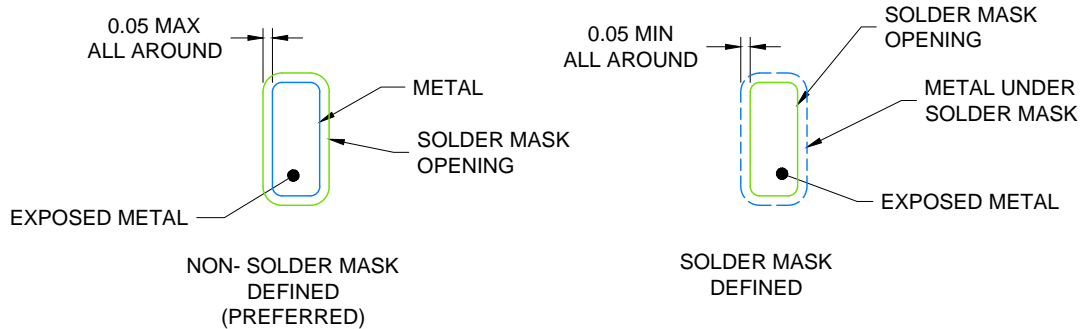 0.05 MAX
ALL AROUND
METAL
SOLDER MASK
OPENING
EXPOSED METAL
NON- SOLDER MASK
DEFINED
(PREFERRED)
0.05 MIN
ALL AROUND
SOLDER MASK
OPENING
METAL UNDER
SOLDER MASK
EXPOSED METAL
SOLDER MASK
DEFINED